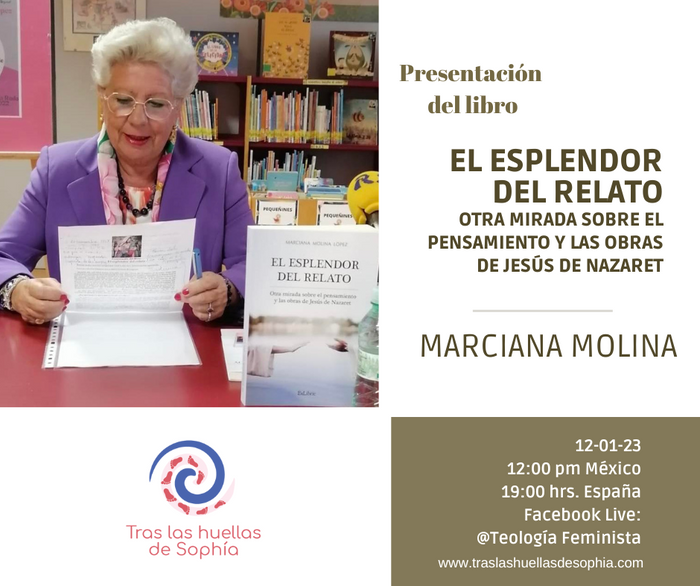 Presentación
del libro
EL ESPLENDOR
DEL RELATO
OTRA MIRADA SOBRE EL
PENSAMIENTO Y LAS OBRAS
DE JESÚS DE NAZARET
MARCIANA MOLINA
PEQUEÑINES
PEQUEÑINES
MARCIANA MOLINA LÓPEZ
EL ESPLENDOR
DEL RELATO
Otra mirada sobre el pensamiento
y las obras de Jesús de Nazaret
Tras las huellas
de Sophía
12-01-23
12:00 pm México
19:00 hrs. España
Facebook Live:
@Teología Feminista
www.traslashuellasdesophia.com